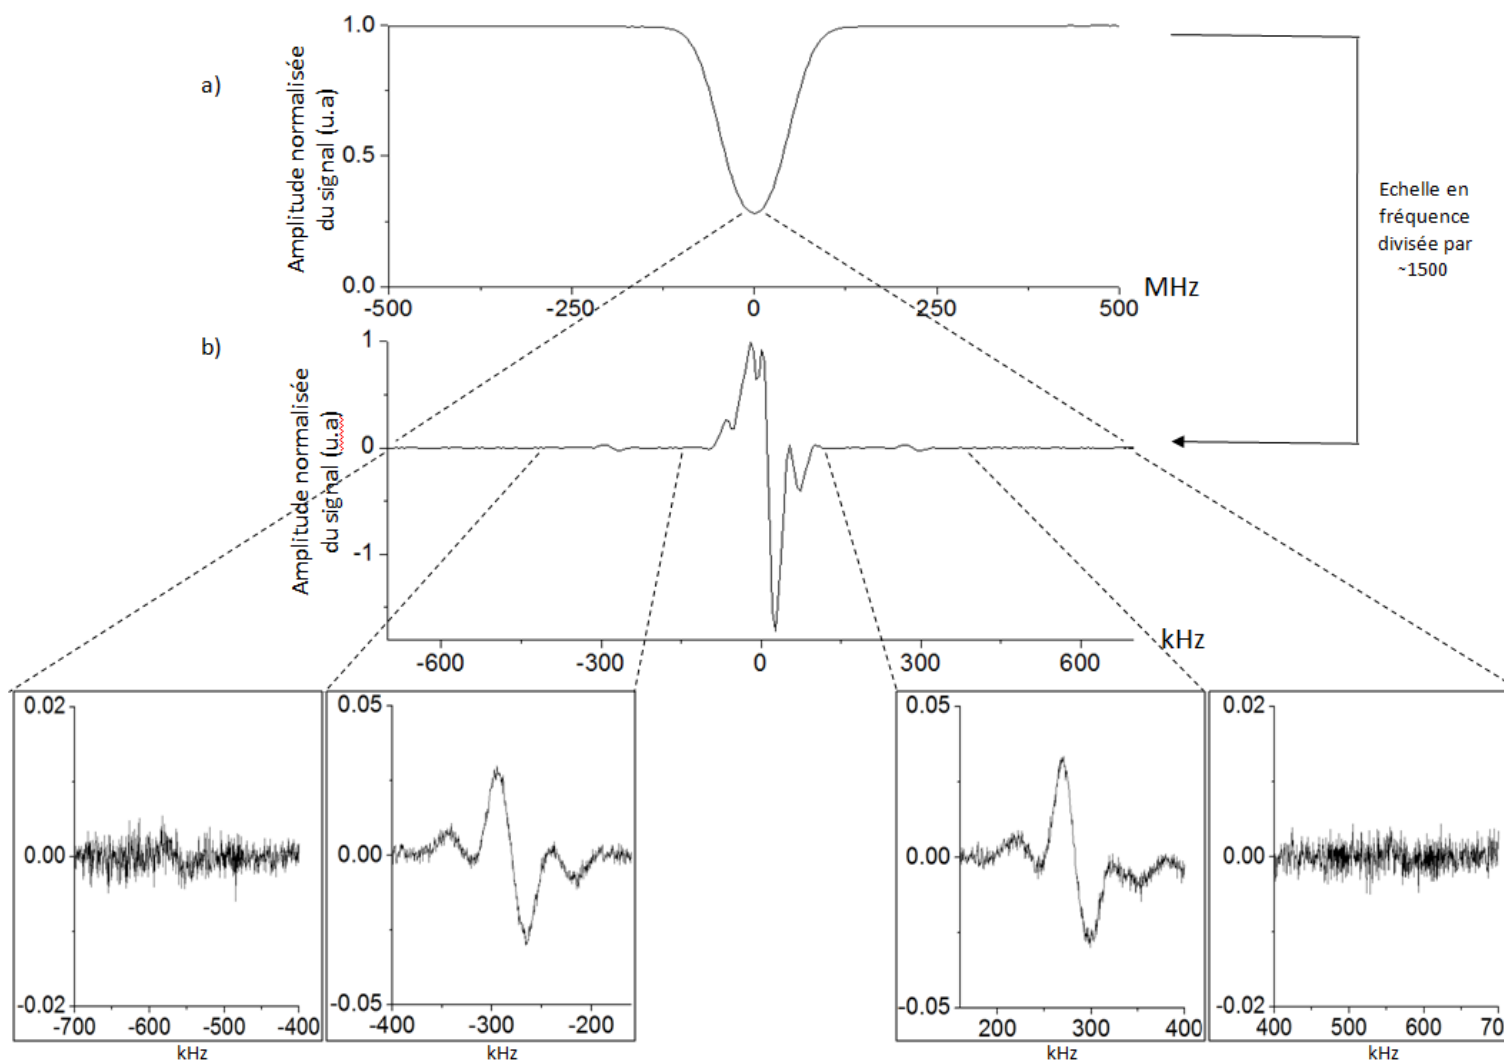 a)
Amplitude normalisée
du signal (u.a)
1.0
0.5
0.0
-500
-250
0
250
500
MHz
Echelle en
fréquence
divisée par
~1500
b)
Amplitude normalisée
du signal (u.a)
1
0
-1
-600
-300
0
300
600
kHz
0.02
0.00
-0.02
-700
-600
-500
-400
kHz
0.05
0.00
-0.05
-400
-300
-200
kHz
0.05
0.00
-0.05
200
300
400
kHz
0.02
0.00
-0.02
400
500
600
70
kHz